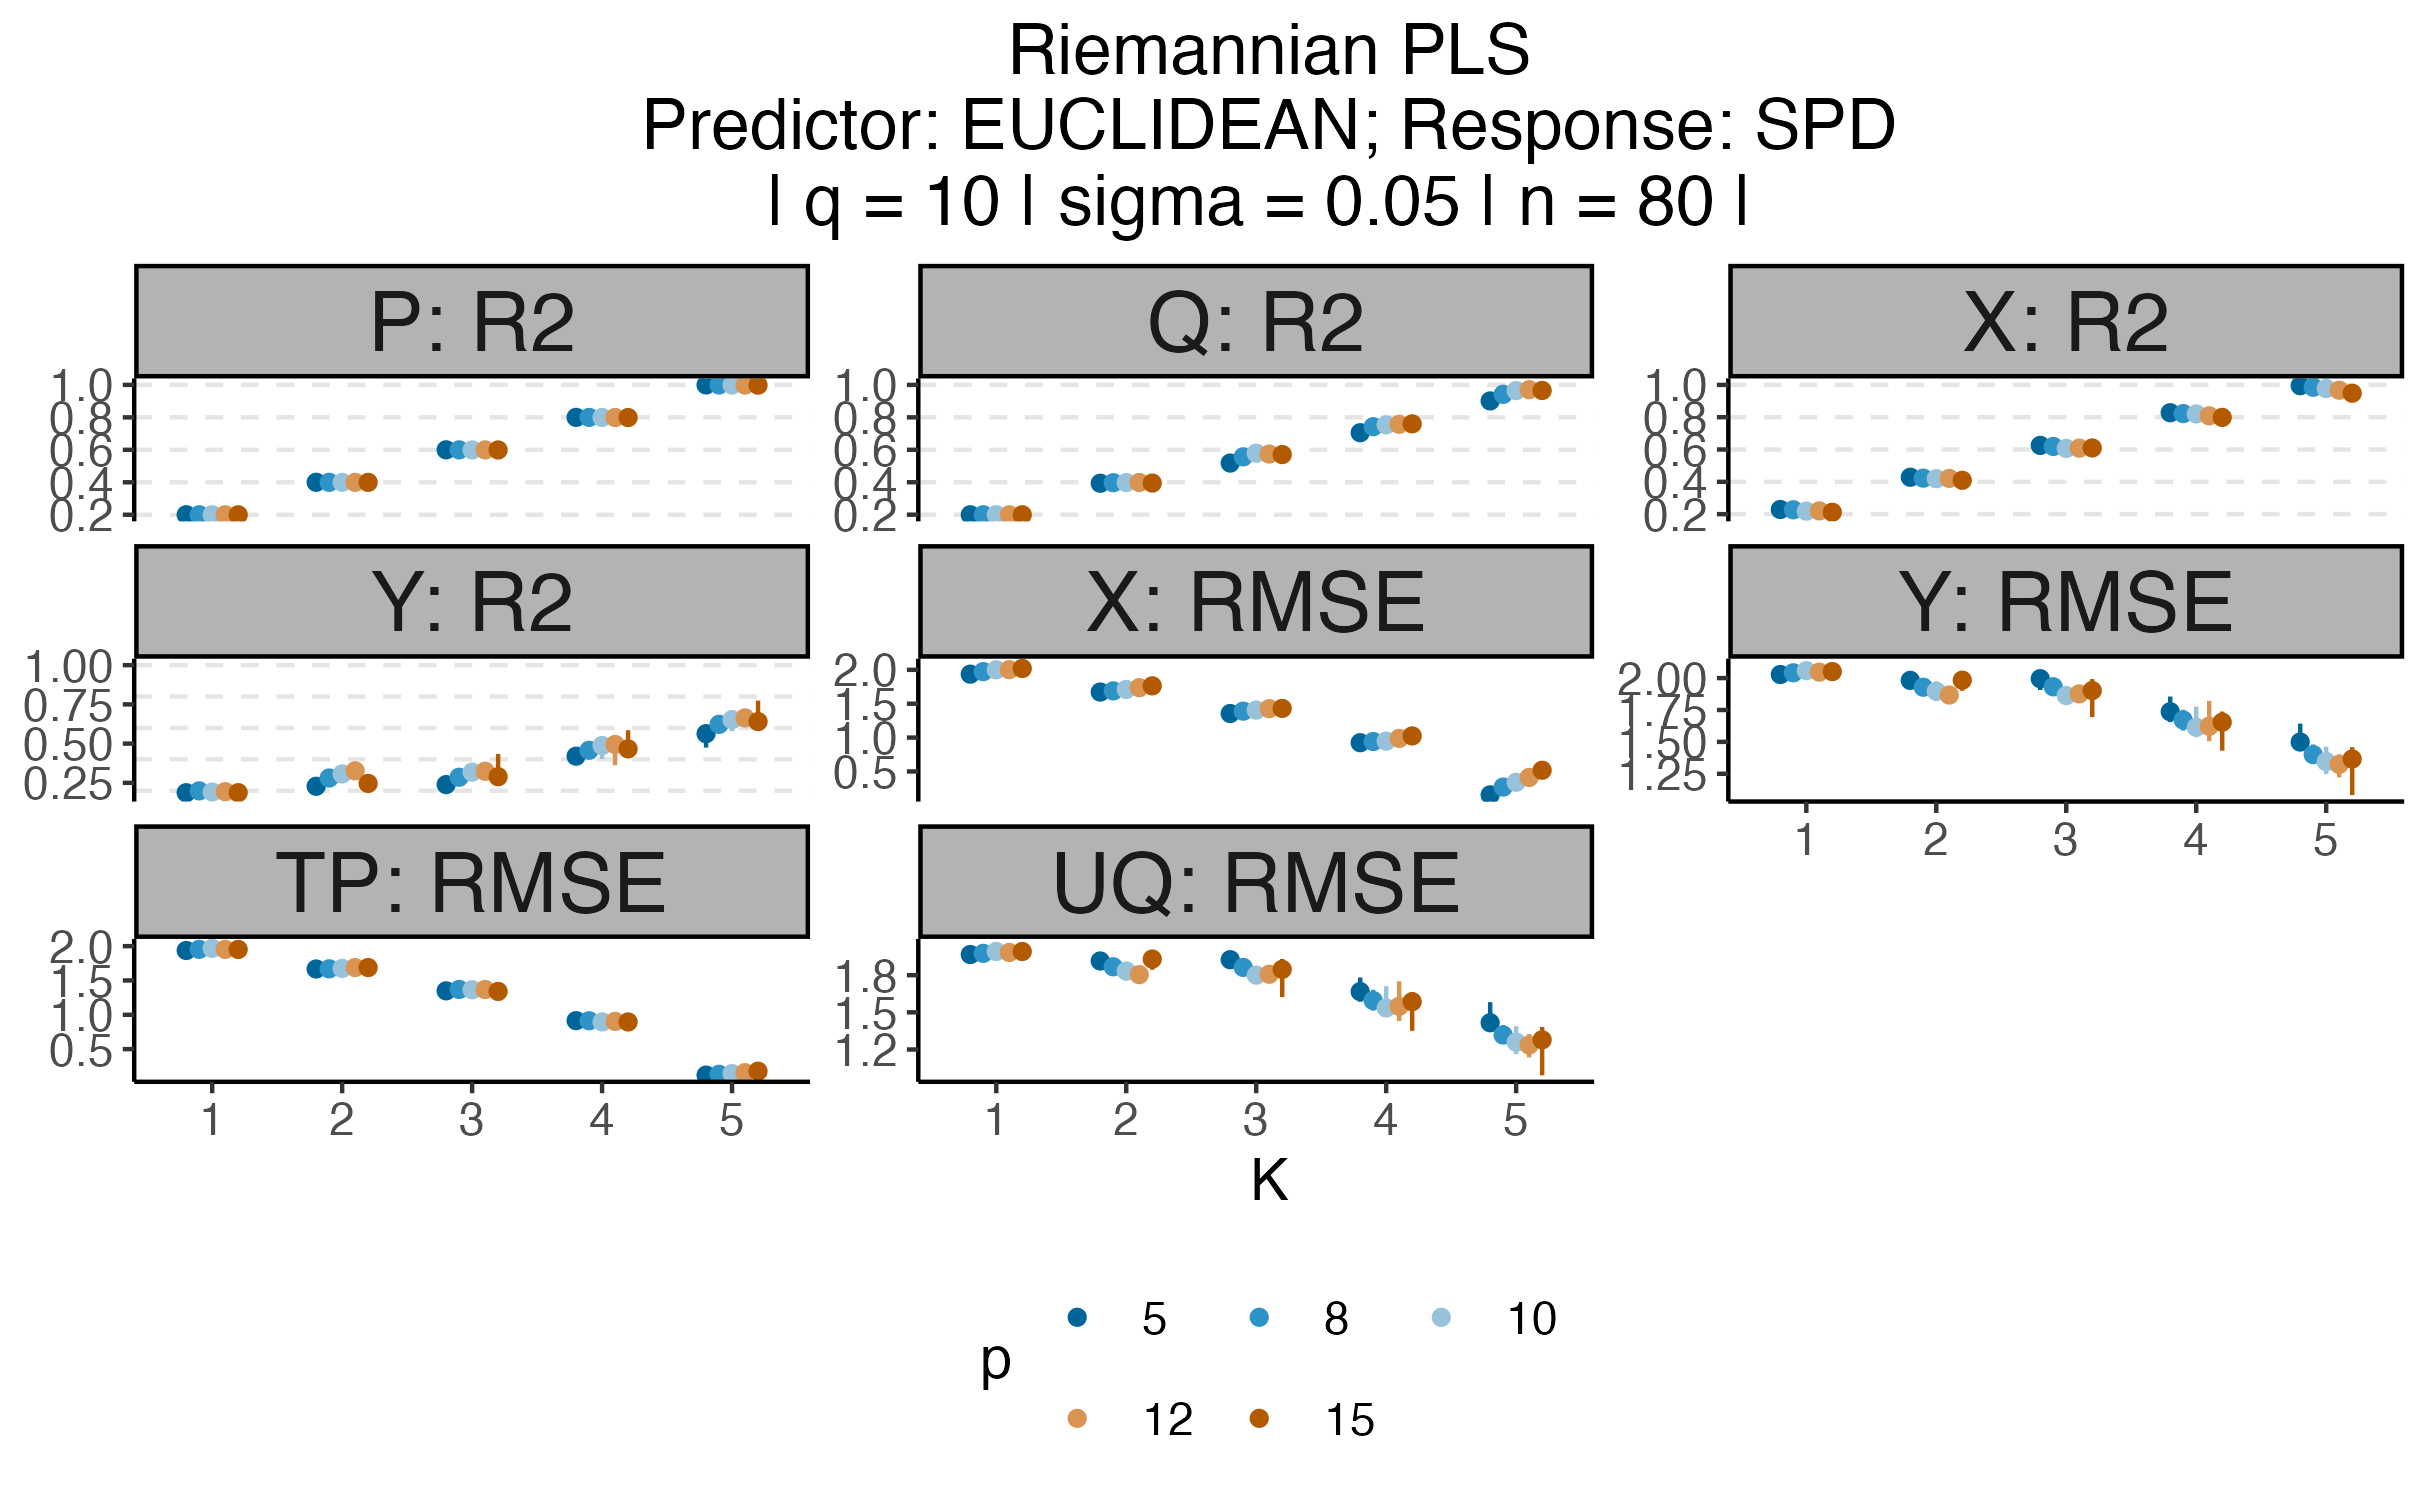 Riemannian PLS
Predictor: EUCLIDEAN; Response: SPD
| q = 10 | sigma = 0.05 | n = 80 |
P: R2
Q: R2
X: R2
1.0
0.8
0.6
0.4
0.2
1.0
0.8
0.6
0.4
0.2
1.0
0.8
0.6
0.4
0.2
Y: R2
X: RMSE
Y: RMSE
1.00
0.75
0.50
0.25
2.0
1.5
1.0
0.5
2.00
1.75
1.50
1.25
1 2 3 4 5
TP: RMSE
UQ: RMSE
2.0
1.5
1.0
0.5
1.8
1.5
1.2
1 2 3 4 5
1 2 3 4 5
K
p
5 8 10
12 15